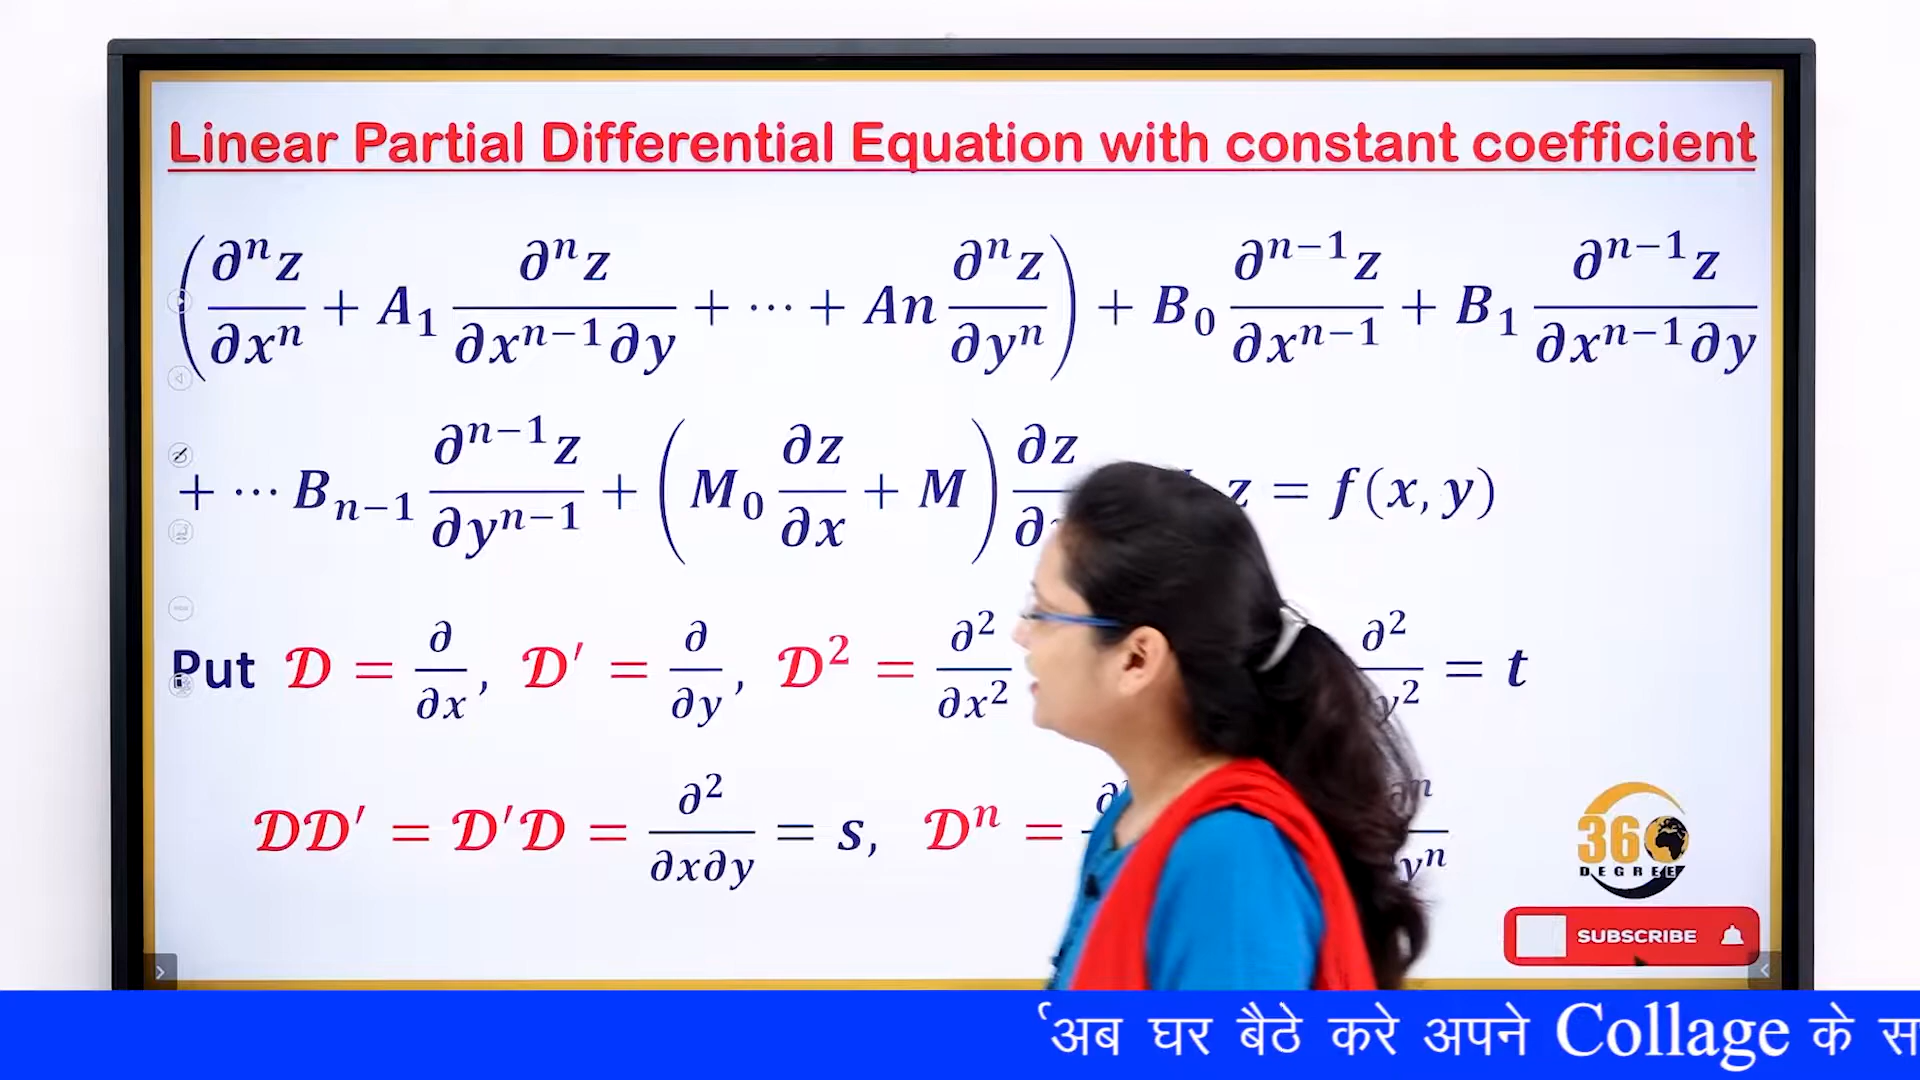 Linear Partial Differential Equation with constant coefficient
(∂ⁿz/∂xⁿ + A₁ ∂ⁿz/∂xⁿ⁻¹∂y + ⋯ + An ∂ⁿz/∂yⁿ) + B₀ ∂ⁿ⁻¹z/∂xⁿ⁻¹ + B₁ ∂ⁿ⁻¹z/∂xⁿ⁻¹∂y
+ ⋯ Bₙ₋₁ ∂ⁿ⁻¹z/∂yⁿ⁻¹ + (M₀ ∂z/∂x + M) ∂z/∂ z = f(x, y)
Put 𝒟 = ∂/∂x, 𝒟′ = ∂/∂y, 𝒟² = ∂²/∂x² ∂²/y² = t
𝒟𝒟′ = 𝒟′𝒟 = ∂²/∂x∂y = s, 𝒟ⁿ =
360
DEGREE
SUBSCRIBE
अब घर बैठे करे अपने Collage के